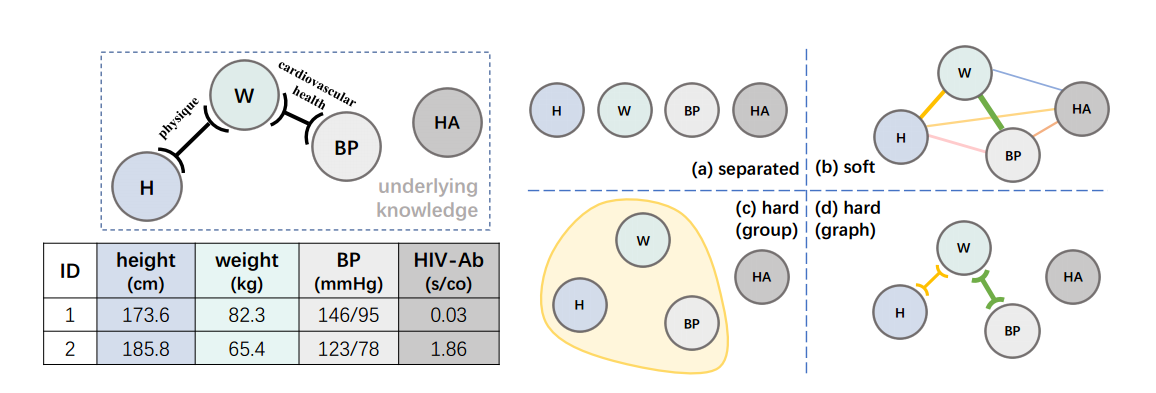 W
cardiovascular
health
physique
HA
BP
H
underlying
knowledge
ID height (cm) weight (kg) BP (mmHg) HIV-Ab (s/co)
1 173.6 82.3 146/95 0.03
2 185.8 65.4 123/78 1.86
H W BP HA
(a) separated
W
HA
H
BP
(b) soft
(c) hard
(group)
W
HA
H
BP
(d) hard
(graph)
W
HA
H
BP